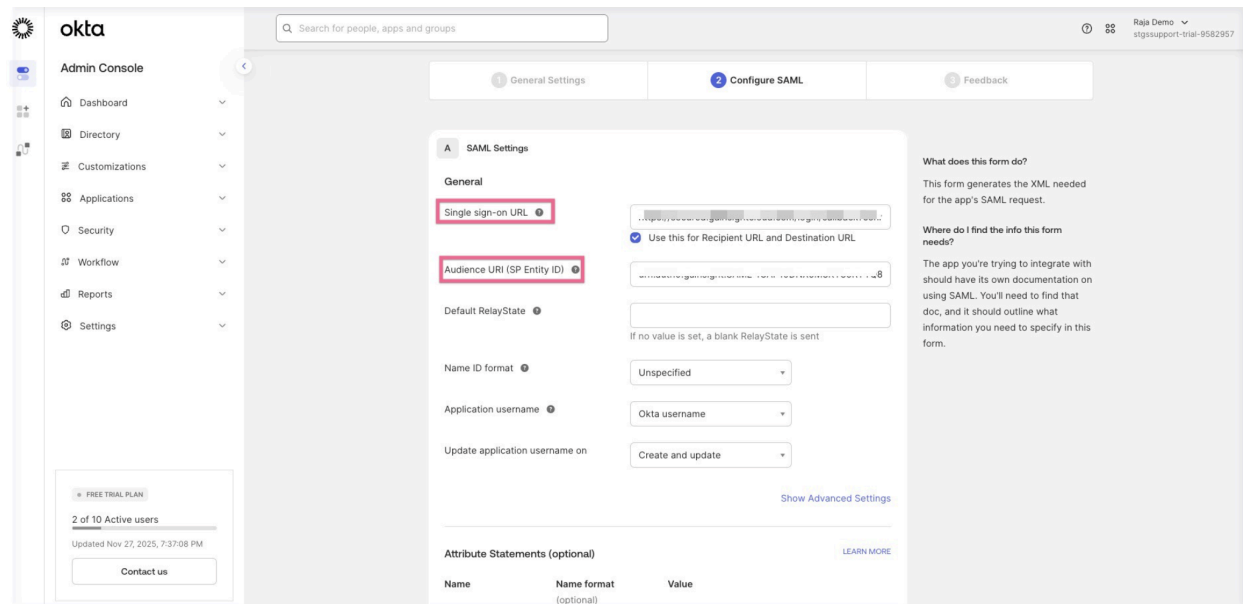 okta
Search for people, apps and groups
Raja Demo
stgssupport-trial-9582957
Admin Console
Dashboard
Directory
Customizations
Applications
Security
Workflow
Reports
Settings
FREE TRIAL PLAN
2 of 10 Active users
Updated Nov 27, 2025, 7:37:08 PM
Contact us
1 General Settings
2 Configure SAML
3 Feedback
A SAML Settings
General
Single sign-on URL
Use this for Recipient URL and Destination URL
Audience URI (SP Entity ID)
Default RelayState
If no value is set, a blank RelayState is sent
Name ID format
Unspecified
Application username
Okta username
Update application username on
Create and update
Show Advanced Settings
Attribute Statements (optional)
LEARN MORE
Name Name format Value
(optional)
What does this form do?
This form generates the XML needed
for the app's SAML request.
Where do I find the info this form
needs?
The app you're trying to integrate with
should have its own documentation on
using SAML. You'll need to find that
doc, and it should outline what
information you need to specify in this
form.